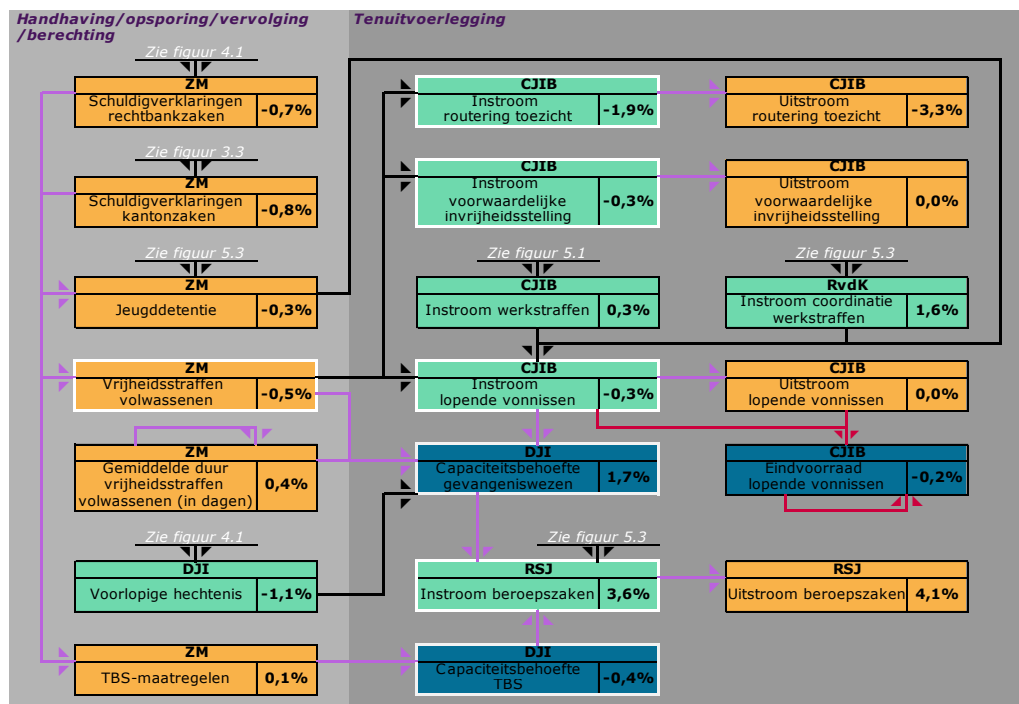 Handhaving/opsporing/vervolging
/berechting
Tenuitvoerlegging
Zie figuur 4.1
ZM
Schuldigverklaringen
rechtbankzaken
-0,7%
CJIB
Instroom
routering toezicht
-1,9%
CJIB
Uitstroom
routering toezicht
-3,3%
Zie figuur 3.3
ZM
Schuldigverklaringen
kantonzaken
-0,8%
CJIB
Instroom
voorwaardelijke
invrijheidsstelling
-0,3%
CJIB
Uitstroom
voorwaardelijke
invrijheidsstelling
0,0%
Zie figuur 5.3
ZM
Jeugddetentie
-0,3%
Zie figuur 5.1
CJIB
Instroom werkstraffen
0,3%
Zie figuur 5.3
RvdK
Instroom coordinatie
werkstraffen
1,6%
ZM
Vrijheidsstraffen
volwassenen
-0,5%
CJIB
Instroom
lopende vonnissen
-0,3%
CJIB
Uitstroom
lopende vonnissen
0,0%
ZM
Gemiddelde duur
vrijheidsstraffen
volwassenen (in dagen)
0,4%
DJI
Capaciteitsbehoefte
gevangeniswezen
1,7%
CJIB
Eindvoorraad
lopende vonnissen
-0,2%
Zie figuur 4.1
DJI
Voorlopige hechtenis
-1,1%
Zie figuur 5.3
RSJ
Instroom beroepszaken
3,6%
RSJ
Uitstroom beroepszaken
4,1%
ZM
TBS-maatregelen
0,1%
DJI
Capaciteitsbehoefte
TBS
-0,4%